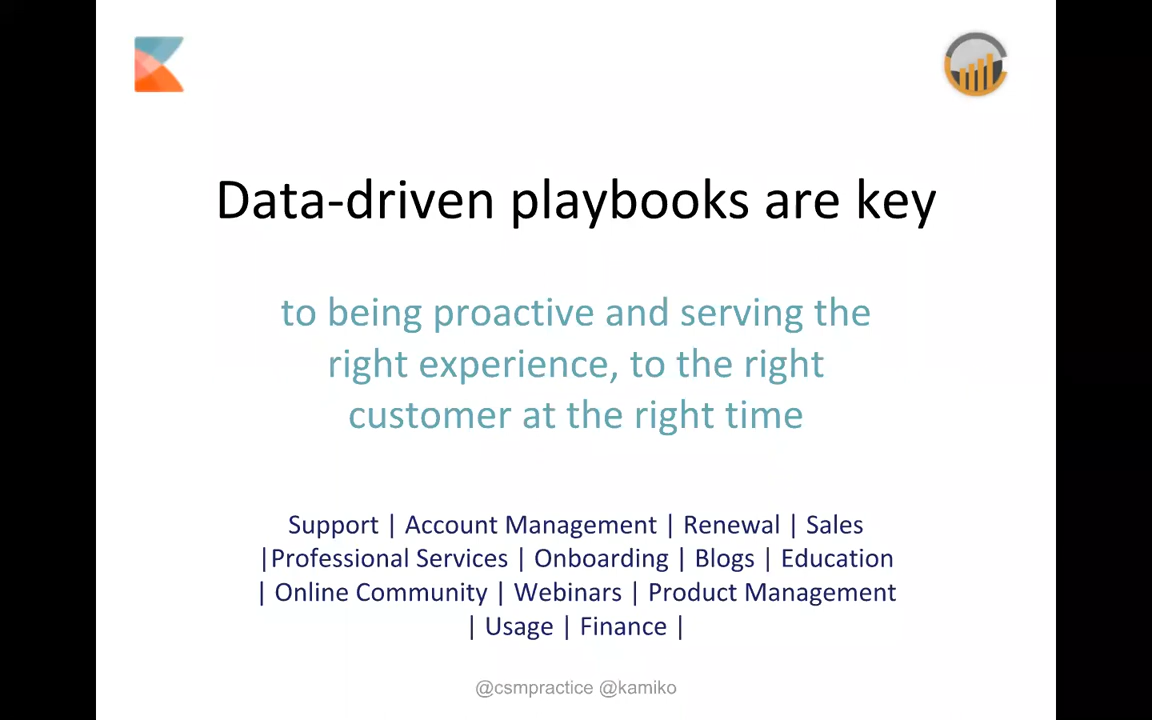 Data-driven playbooks are key
to being proactive and serving the
right experience, to the right
customer at the right time
Support | Account Management | Renewal | Sales
|Professional Services | Onboarding | Blogs | Education
| Online Community | Webinars | Product Management
| Usage | Finance |
@csmpractice @kamiko